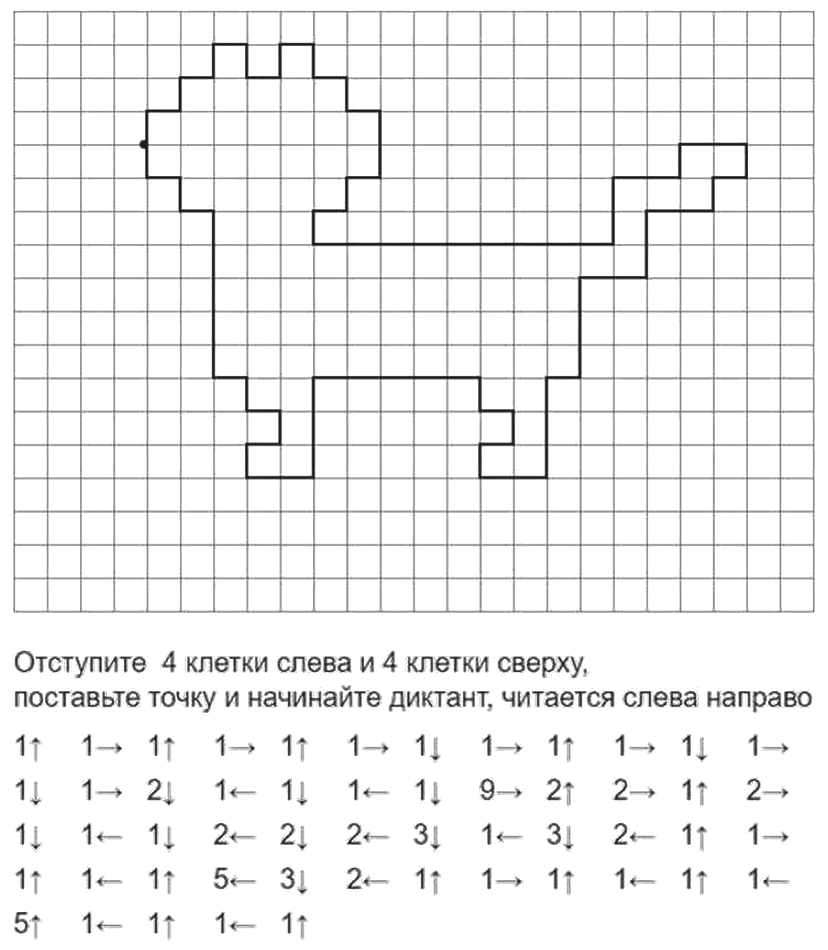 Отступите 4 клетки слева и 4 клетки сверху,
поставьте точку и начинайте диктант, читается слева направо
1↑ 1→ 1↑ 1→ 1↑ 1→ 1↓ 1→ 1↑ 1→ 1↓ 1→
1↓ 1→ 2↓ 1← 1↓ 1← 1↓ 9→ 2↑ 2→ 1↑ 2→
1↓ 1← 1↓ 2← 2↓ 2← 3↓ 1← 3↓ 2← 1↑ 1→
1↑ 1← 1↑ 5← 3↓ 2← 1↑ 1→ 1↑ 1← 1↑ 1←
5↑ 1← 1↑ 1← 1↑